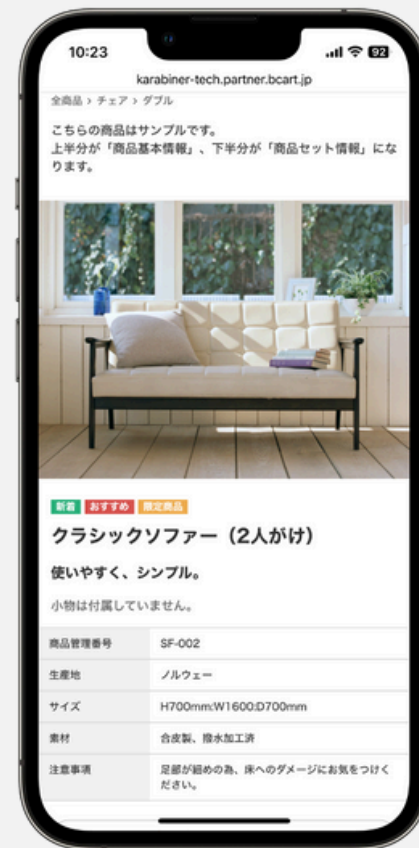 10:23
92
karabiner-tech.partner.bcart.jp
全商品 › チェア › ダブル
こちらの商品はサンプルです。
上半分が「商品基本情報」、下半分が「商品セット情報」にな
ります。
新着 おすすめ 限定商品
クラシックソファー（2人がけ）
使いやすく、シンプル。
小物は付属していません。
商品管理番号 SF-002
生産地 ノルウェー
サイズ H700mm:W1600:D700mm
素材 合皮製、撥水加工済
注意事項 足部が細めの為、床へのダメージにお気をつけく
ださい。